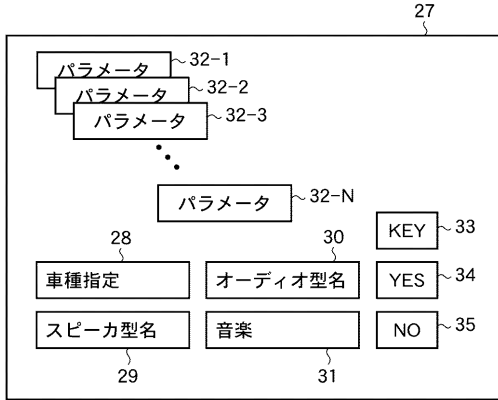 27
パラメータ 32-1
パラメータ 32-2
パラメータ 32-3
パラメータ 32-N
KEY 33
28 30
車種指定 オーディオ型名 YES 34
スピーカ型名 音楽 NO 35
29 31